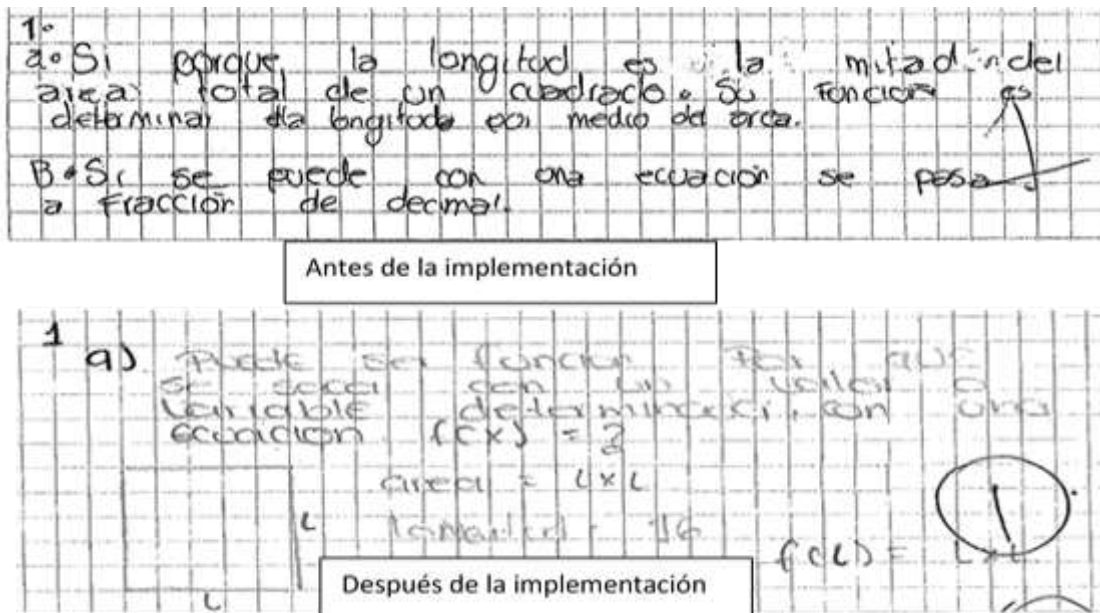 1.
a. Si porque la longitud es la mitad del
area total de un cuadrado. Su Funcion es
determinar la longitud por medio del area.
B. Si se puede con una ecuación se pasa
a Fracción de decimal.
Antes de la implementación
1
a) Puede ser funcion Por que
se saca con un valor o
variable determinada, con una
ecuacion f(x) = ?
area = L x L
L
longitud = 16
f(L) = L x L
Después de la implementación
L